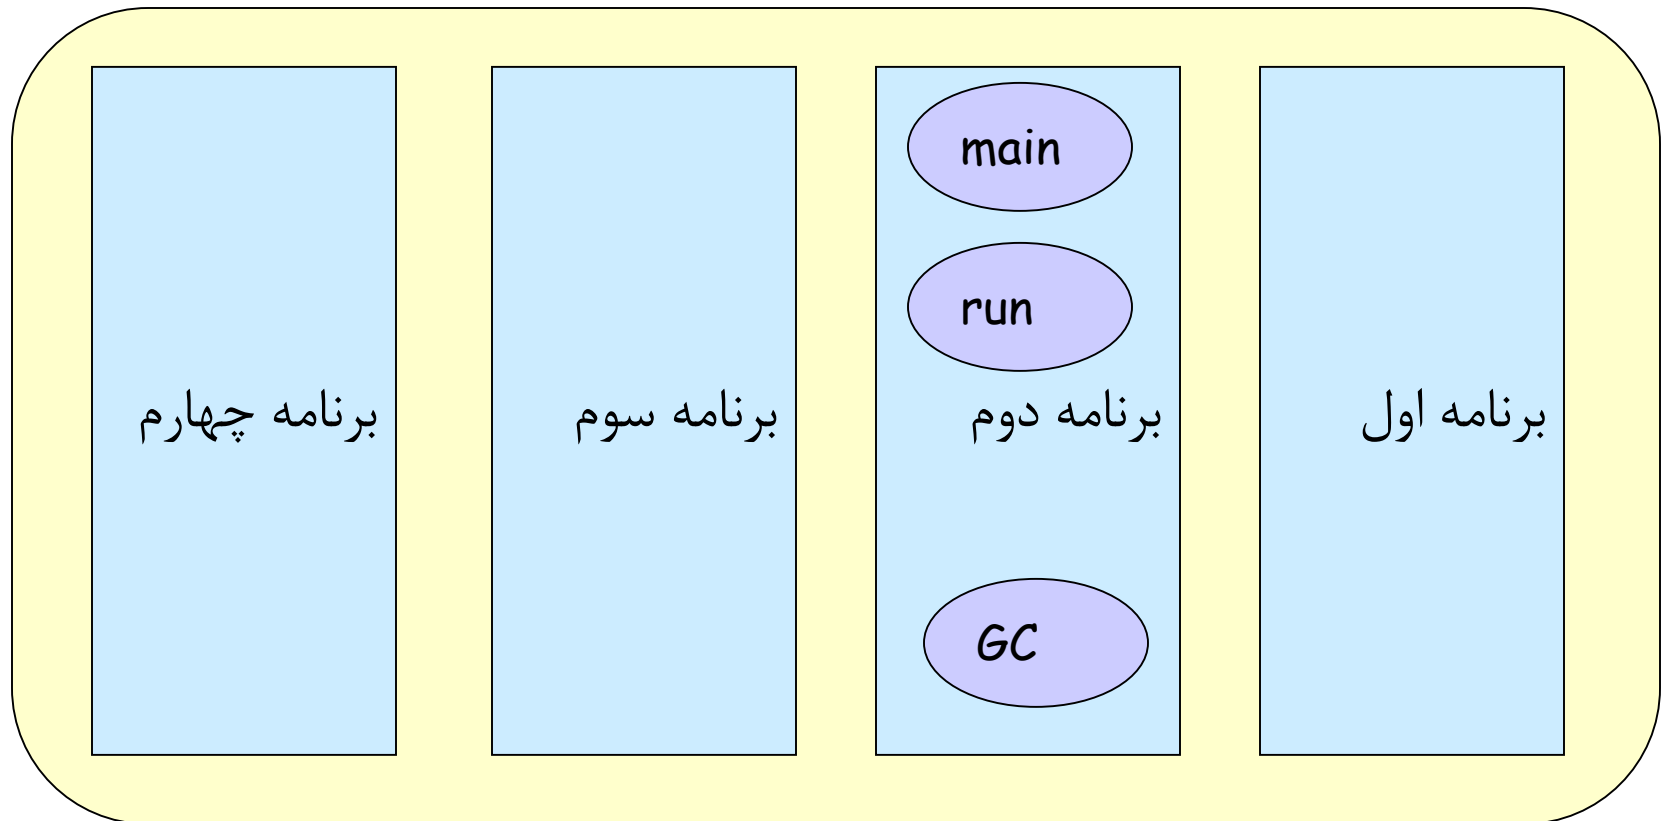 main
run
برنامه اول
برنامه دوم
برنامه سوم
برنامه چهارم
GC